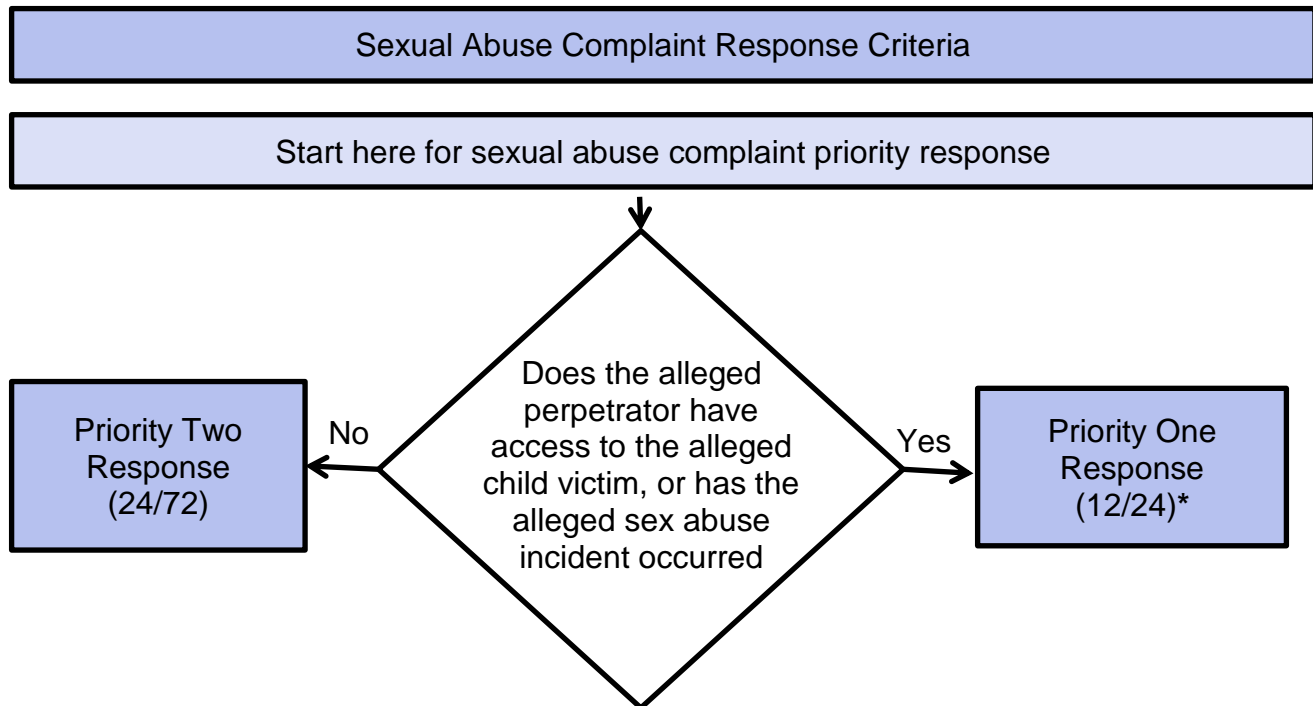 Sexual Abuse Complaint Response Criteria
Start here for sexual abuse complaint priority response
Does the alleged
perpetrator have
access to the alleged
child victim, or has the
alleged sex abuse
incident occurred
No
Priority Two
Response
(24/72)
Yes
Priority One
Response
(12/24)*